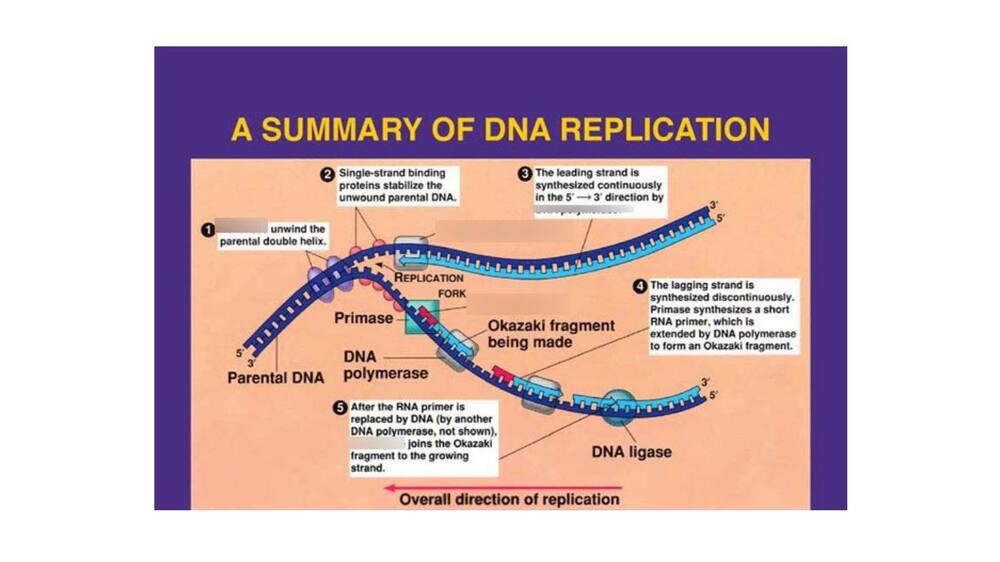 A SUMMARY OF DNA REPLICATION
2 Single-strand binding
proteins stabilize the
unwound parental DNA.
3 The leading strand is
synthesized continuously
in the 5′ → 3′ direction by
1 unwind the
parental double helix.
3′
5′
REPLICATION
FORK
4 The lagging strand is
synthesized discontinuously.
Primase synthesizes a short
RNA primer, which is
extended by DNA polymerase
to form an Okazaki fragment.
Primase
Okazaki fragment
being made
DNA
polymerase
5′
3′
Parental DNA
3′
5′
5 After the RNA primer is
replaced by DNA (by another
DNA polymerase, not shown),
joins the Okazaki
fragment to the growing
strand.
DNA ligase
Overall direction of replication